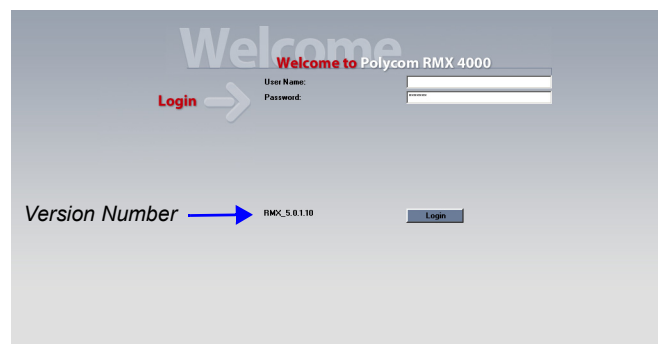 Welcome
Welcome to Polycom RMX 4000
User Name:
Login
Password: *******
Version Number
RMX_5.0.1.10
Login